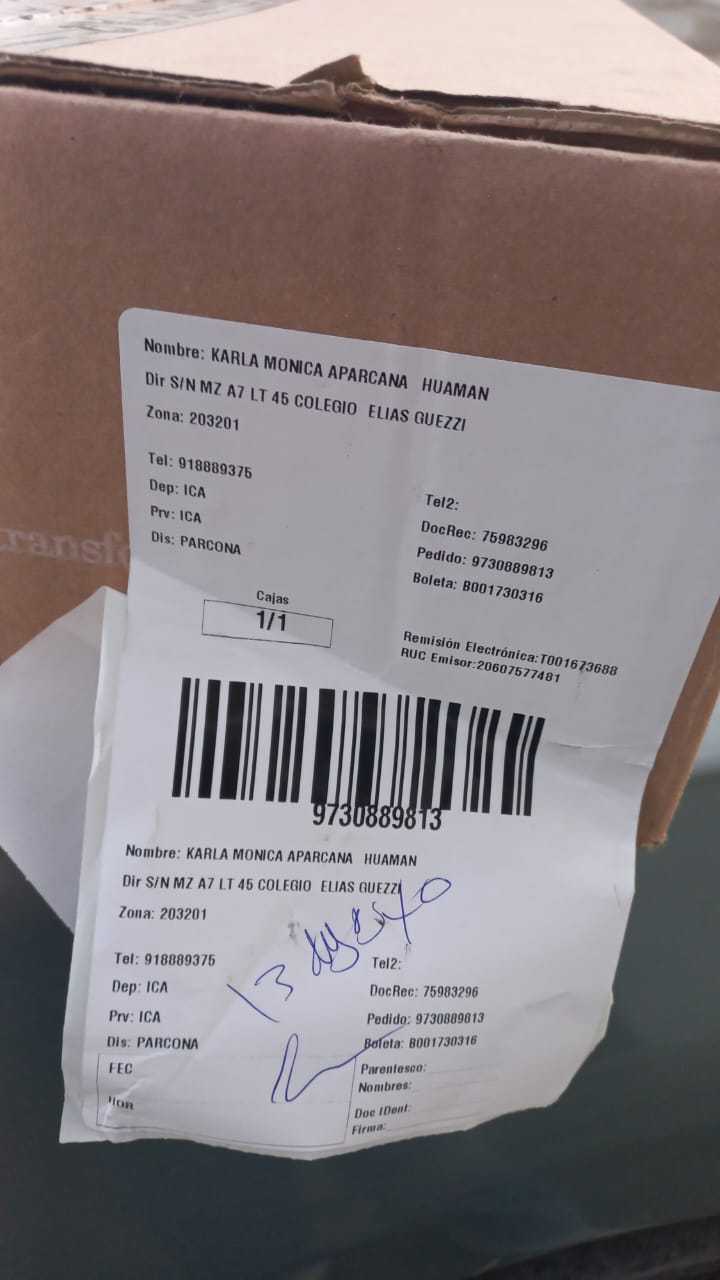 Nombre: KARLA MONICA APARCANA HUAMAN
Dir S/N MZ A7 LT 45 COLEGIO ELIAS GUEZZI
Zona: 203201
Tel: 918889375
Dep: ICA
Prv: ICA
Dis: PARCONA
Tel2:
DocRec: 75983296
Pedido: 9730889813
Boleta: B001730316
Cajas
1/1
Remisión Electrónica:T001673688
RUC Emisor:20607577481
9730889813
Nombre: KARLA MONICA APARCANA HUAMAN
Dir S/N MZ A7 LT 45 COLEGIO ELIAS GUEZZI
Zona: 203201
13
Tel: 918889375
Dep: ICA
Prv: ICA
Dis: PARCONA
Tel2:
DocRec: 75983296
Pedido: 9730889813
Boleta: B001730316
FEC
HOR
Parentesco:
Nombres:
Doc IDent:
Firma: